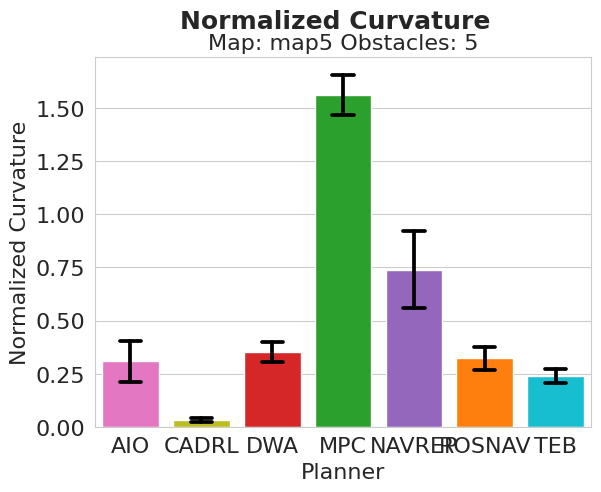 Normalized Curvature
Map: map5 Obstacles: 5
Normalized Curvature
1.50
1.25
1.00
0.75
0.50
0.25
0.00
AIO CADRL DWA MPC NAVREP ROSNAV TEB
Planner